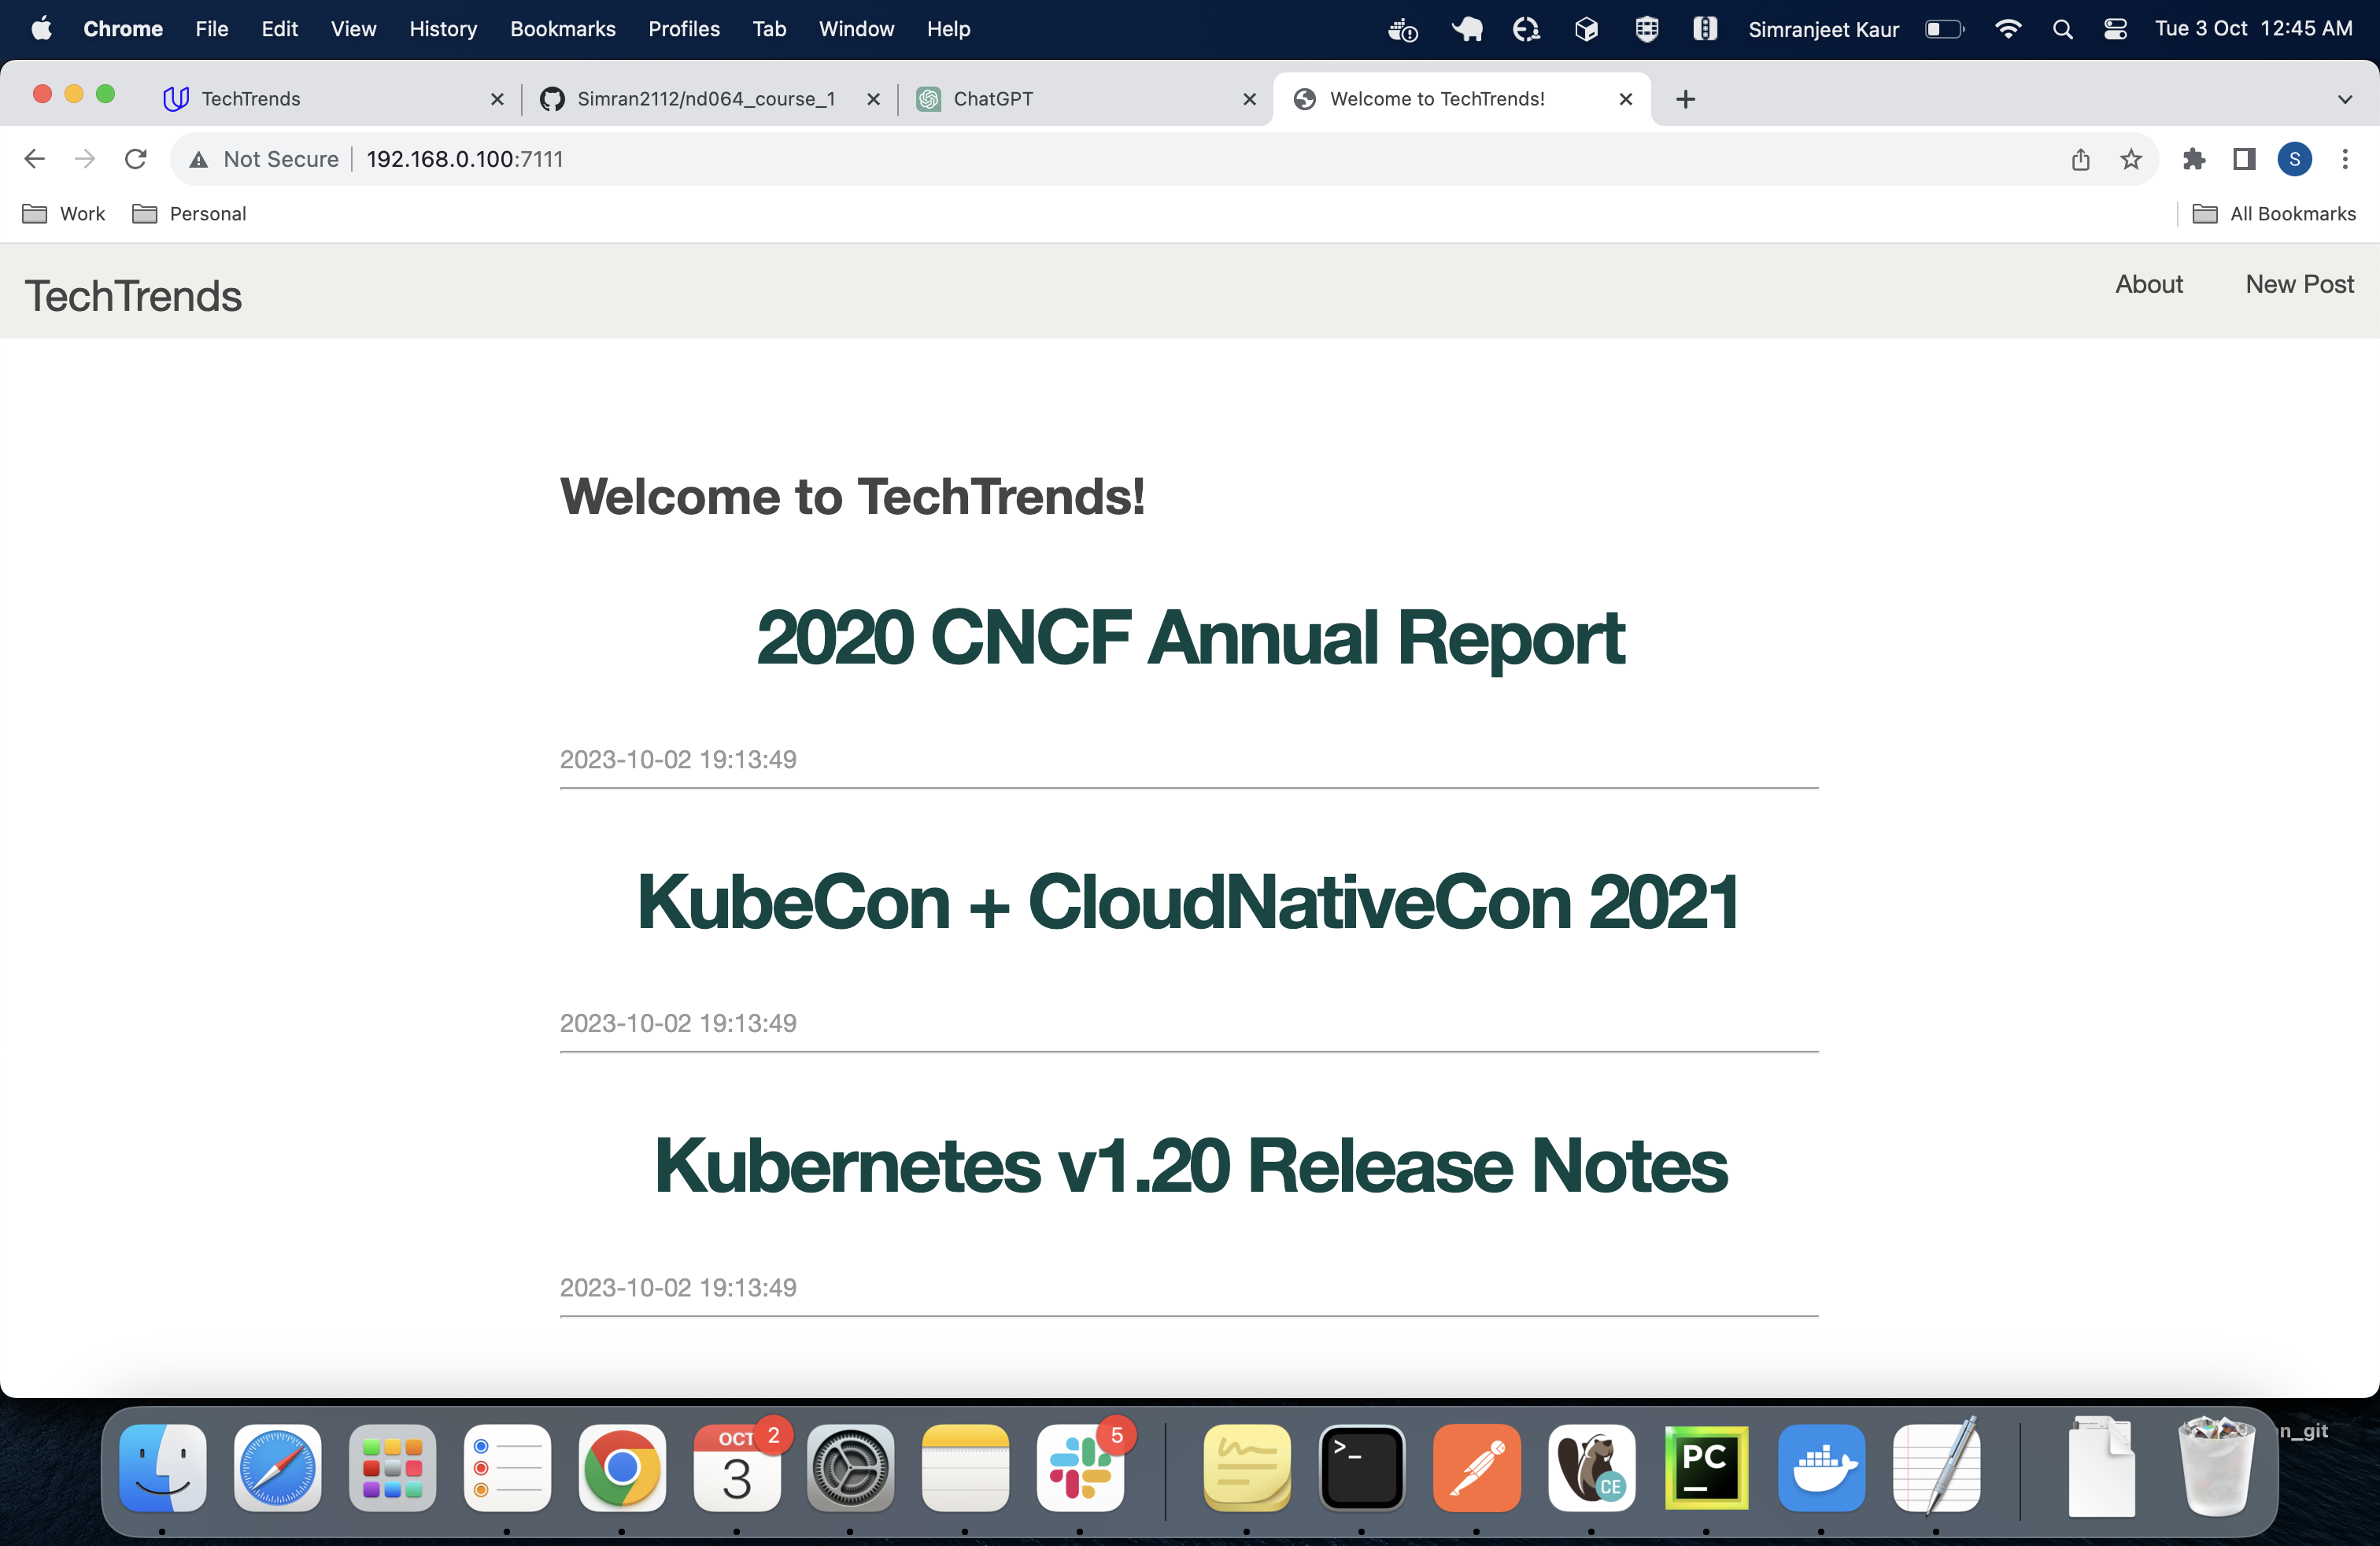 Chrome File Edit View History Bookmarks Profiles Tab Window Help Simranjeet Kaur Tue 3 Oct 12:45 AM
TechTrends Simran2112/nd064_course_1 ChatGPT Welcome to TechTrends!
Not Secure 192.168.0.100:7111 S
Work Personal All Bookmarks
TechTrends About New Post
Welcome to TechTrends!
2020 CNCF Annual Report
2023-10-02 19:13:49
KubeCon + CloudNativeCon 2021
2023-10-02 19:13:49
Kubernetes v1.20 Release Notes
2023-10-02 19:13:49
OCT 2 5 n_git
3 >_ CE PC